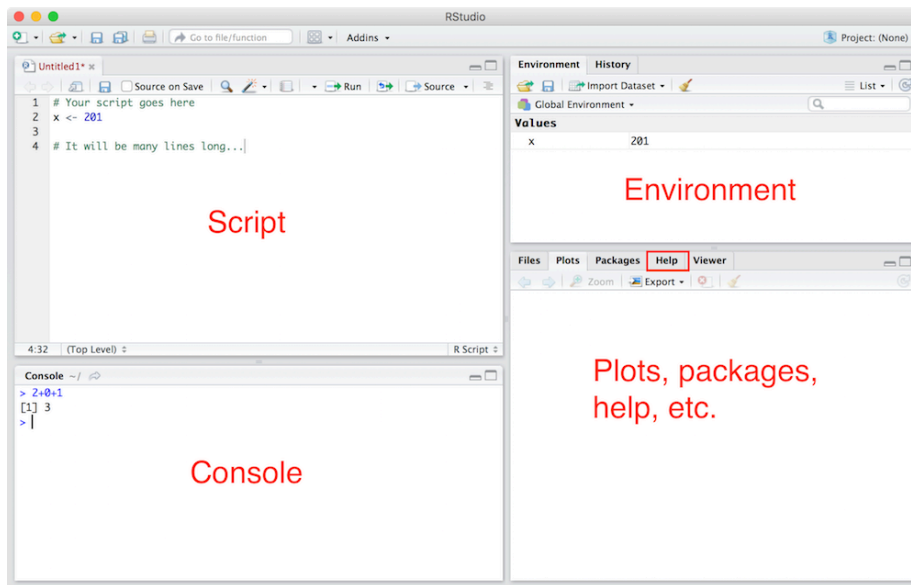 RStudio
Go to file/function
Addins
Project: (None)
Untitled1*
Source on Save
Run
Source
1 # Your script goes here
2 x <- 201
3
4 # It will be many lines long...
Script
4:32 (Top Level)
R Script
Console ~/
> 2+0+1
[1] 3
>
Console
Environment History
Import Dataset
List
Global Environment
Values
x 201
Environment
Files Plots Packages Help Viewer
Zoom Export
Plots, packages,
help, etc.